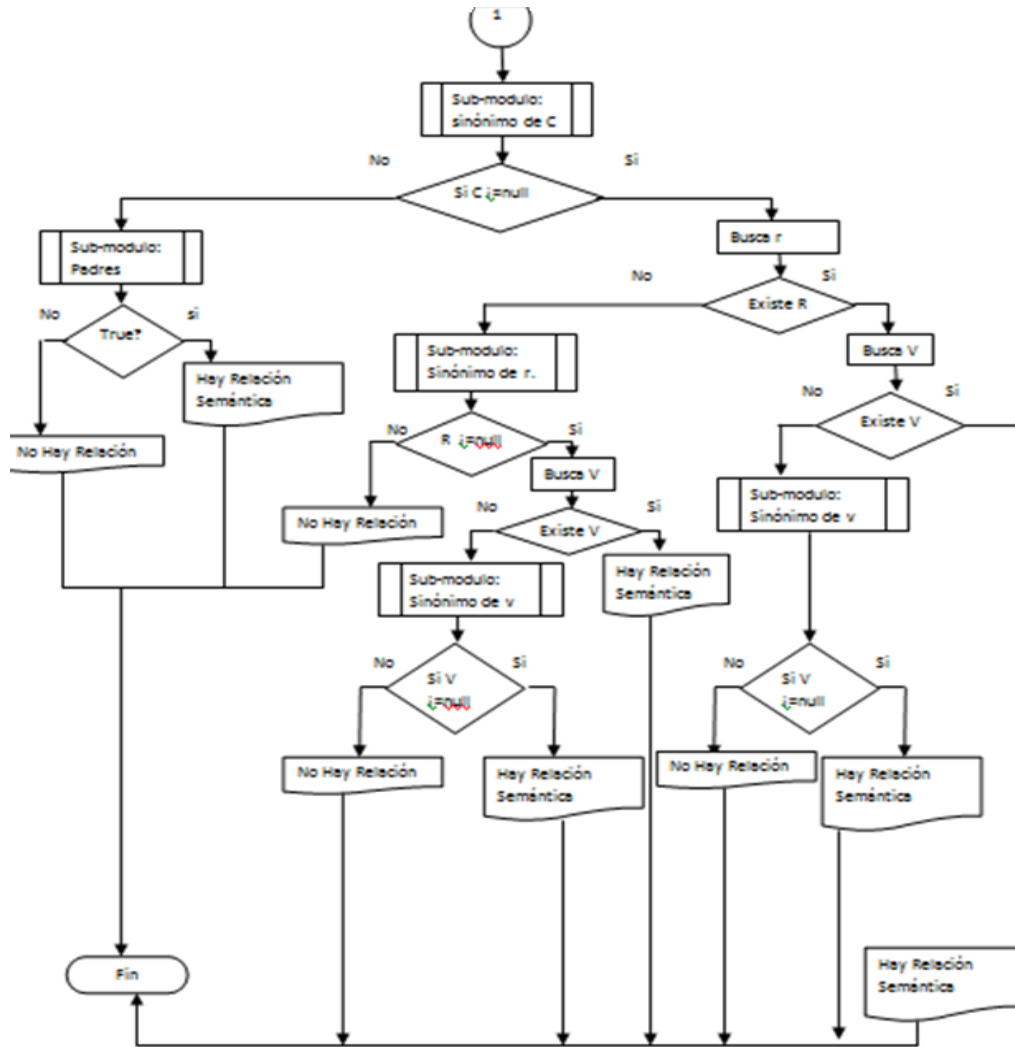 1
Sub-modulo:
sinónimo de C
No
Si
Si C ¡=null
Sub-modulo:
Padres
Busca r
No
Si
Existe R
No
si
True?
Sub-modulo:
Sinónimo de r.
Busca V
Hay Relación
Semántica
No
Si
Existe V
No
Si
R ¡=null
No Hay Relación
Busca V
Sub-modulo:
Sinónimo de v
No
Si
No Hay Relación
Existe V
Hay Relación
Semántica
Sub-modulo:
Sinónimo de v
No
Si
Si V
¡=null
No
Si
Si V
¡=null
No Hay Relación
Hay Relación
Semántica
No Hay Relación
Hay Relación
Semántica
Fin
Hay Relación
Semántica